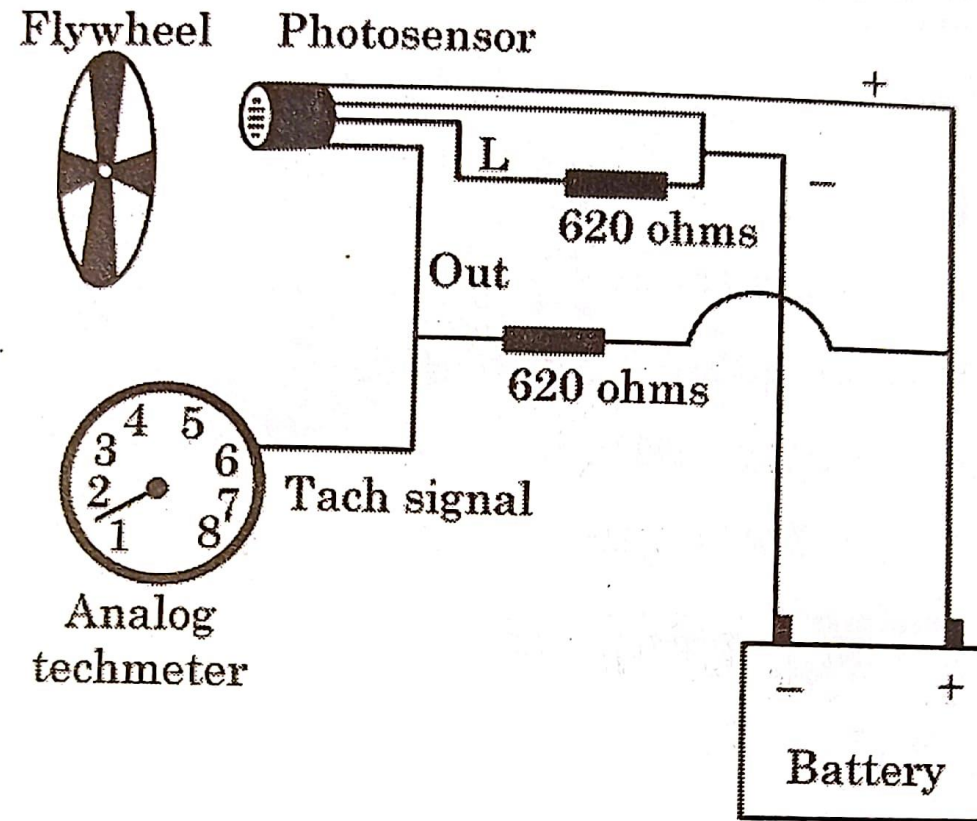 Flywheel
Photosensor
+
L
−
620 ohms
Out
620 ohms
4 5
3 6
2 7
1 8
Tach signal
Analog
techmeter
− +
Battery